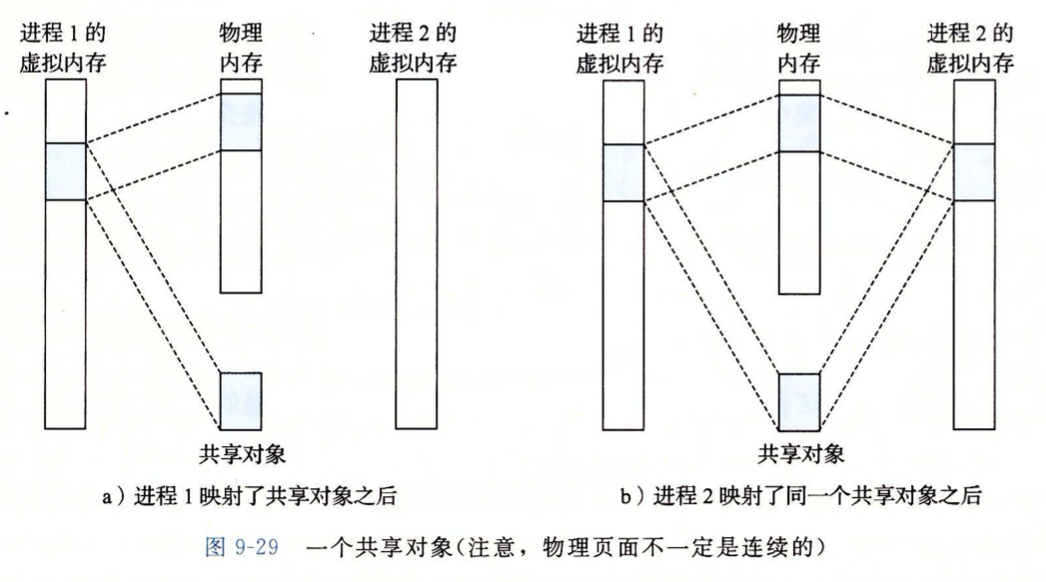 进程 1 的
虚拟内存
物理
内存
进程 2 的
虚拟内存
共享对象
a）进程 1 映射了共享对象之后
进程 1 的
虚拟内存
物理
内存
进程 2 的
虚拟内存
共享对象
b）进程 2 映射了同一个共享对象之后
图 9-29 一个共享对象(注意，物理页面不一定是连续的)